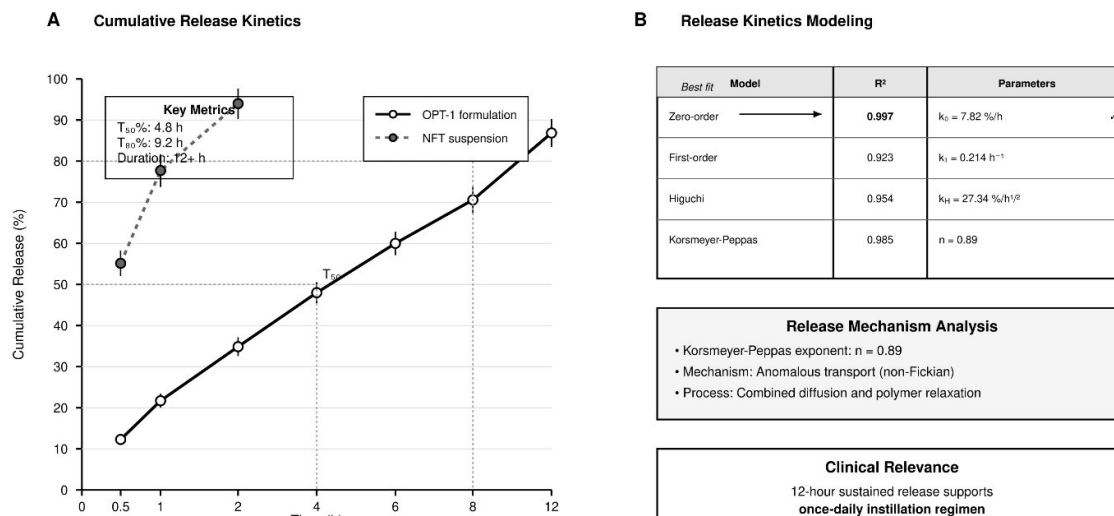 A Cumulative Release Kinetics
100
90
80
70
60
50
40
30
20
10
0
Cumulative Release (%)
Key Metrics
T₅₀%: 4.8 h
T₈₀%: 9.2 h
Duration: 12+ h
OPT-1 formulation
NFT suspension
T₅₀
0 0.5 1 2 4 6 8 10 12
B Release Kinetics Modeling
Best fit Model R² Parameters
Zero-order 0.997 k₀ = 7.82 %/h
First-order 0.923 k₁ = 0.214 h⁻¹
Higuchi 0.954 kH = 27.34 %/h¹ᐟ²
Korsmeyer-Peppas 0.985 n = 0.89
Release Mechanism Analysis
• Korsmeyer-Peppas exponent: n = 0.89
• Mechanism: Anomalous transport (non-Fickian)
• Process: Combined diffusion and polymer relaxation
Clinical Relevance
12-hour sustained release supports
once-daily instillation regimen